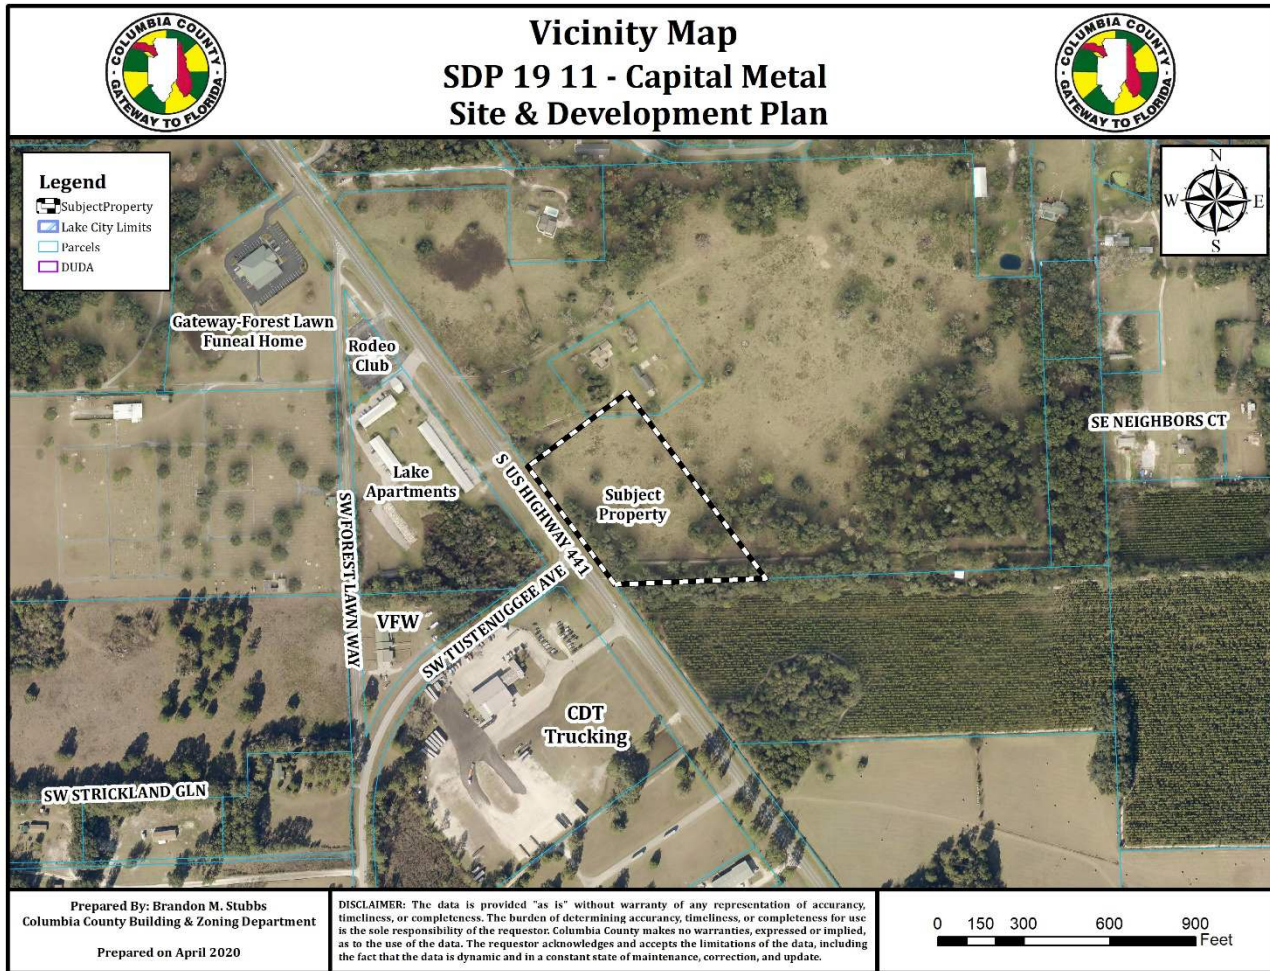 Vicinity Map
SDP 19 11 - Capital Metal
Site & Development Plan
COLUMBIA COUNTY
GATEWAY TO FLORIDA
COLUMBIA COUNTY
GATEWAY TO FLORIDA
Legend
SubjectProperty
Lake City Limits
Parcels
DUDA
N
W
E
S
Gateway-Forest Lawn
Funeral Home
Rodeo
Club
Lake
Apartments
S US HIGHWAY 441
Subject
Property
SE NEIGHBORS CT
SW FOREST LAWN WAY
VFW
SW TUSTENUGGEE AVE
CDT
Trucking
SW STRICKLAND GLN
Prepared By: Brandon M. Stubbs
Columbia County Building & Zoning Department
Prepared on April 2020
DISCLAIMER: The data is provided "as is" without warranty of any representation of accuracy,
timeliness, or completeness. The burden of determining accuracy, timeliness, or completeness for use
is the sole responsibility of the requestor. Columbia County makes no warranties, expressed or implied,
as to the use of the data. The requestor acknowledges and accepts the limitations of the data, including
the fact that the data is dynamic and in a constant state of maintenance, correction, and update.
0 150 300 600 900
Feet